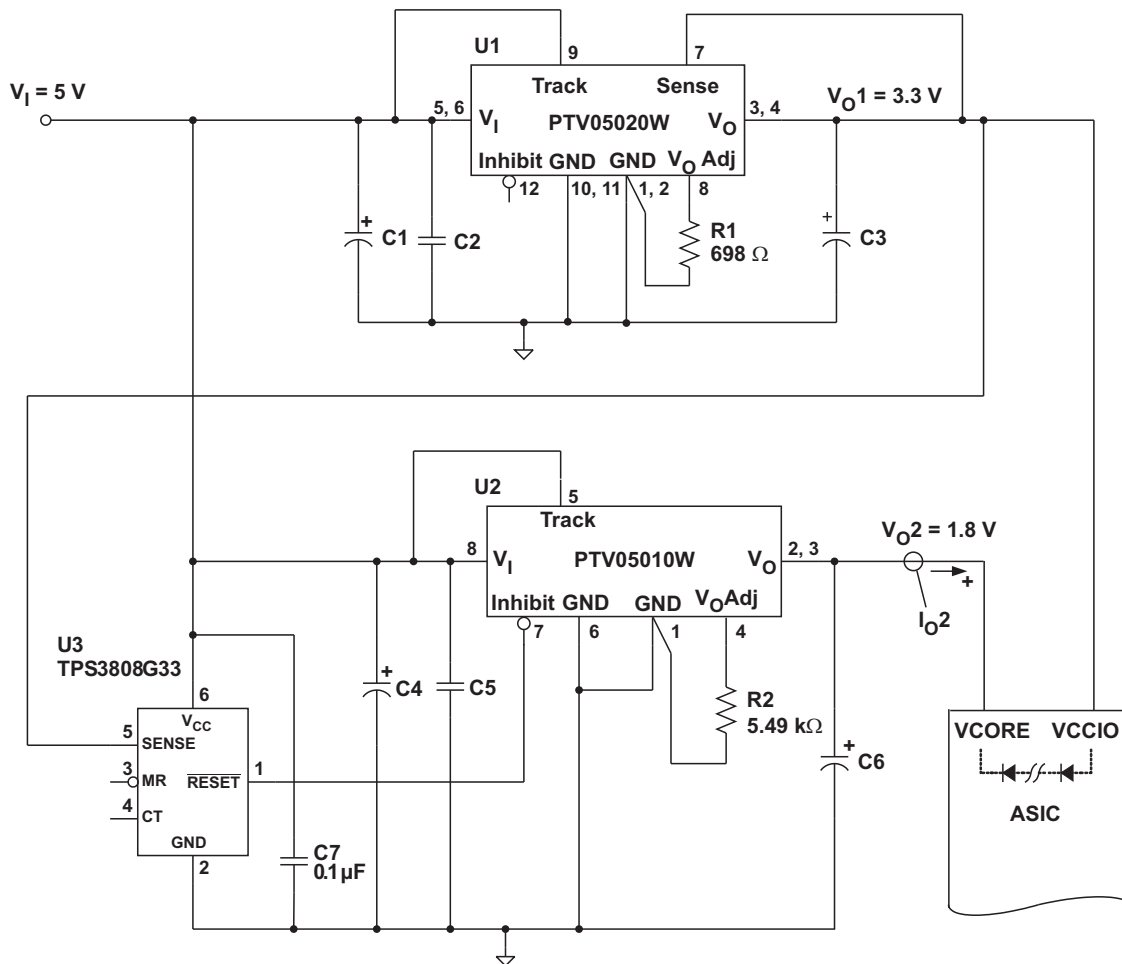 U1
9
7
V_I = 5 V
5, 6
V_I
Track
Sense
PTV05020W
V_O
3, 4
V_O1 = 3.3 V
Inhibit
GND
GND
V_O Adj
12
10, 11
1, 2
8
+
C1
C2
R1
698 Ω
+
C3
U2
5
Track
8
V_I
PTV05010W
V_O
2, 3
V_O2 = 1.8 V
+
I_O2
Inhibit
GND
GND
V_OAdj
7
6
1
4
U3
TPS3808G33
6
V_CC
5
SENSE
3
MR
RESET
1
4
CT
GND
2
C7
0.1 µF
+
C4
C5
R2
5.49 kΩ
+
C6
VCORE
VCCIO
ASIC